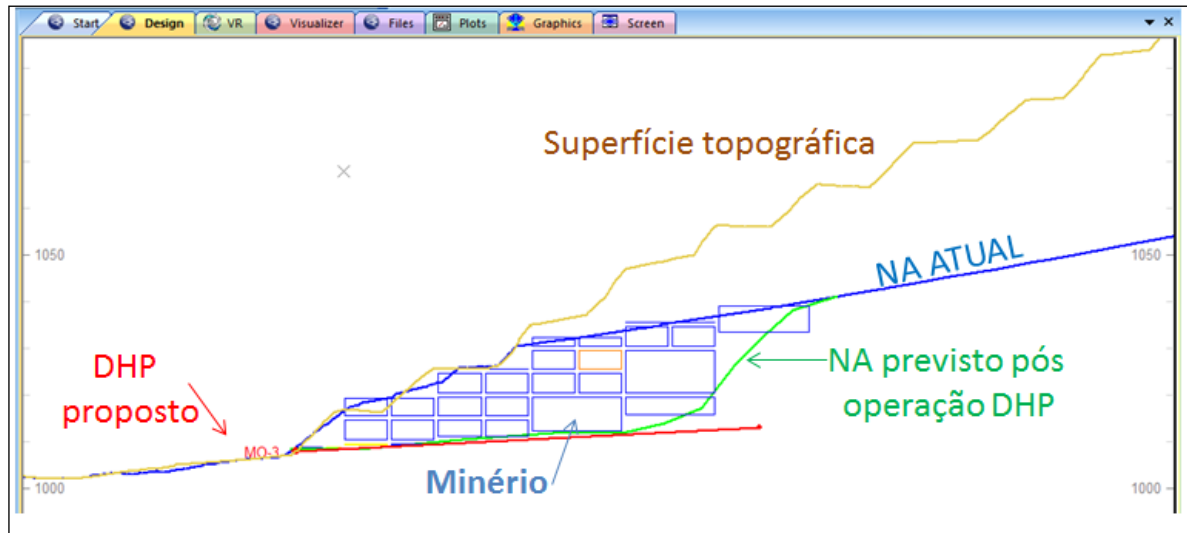 Start Design VR Visualizer Files Plots Graphics Screen
Superfície topográfica
1050
NA ATUAL
1050
DHP
proposto
NA previsto pós
operação DHP
MO-3
Minério
1000
1000